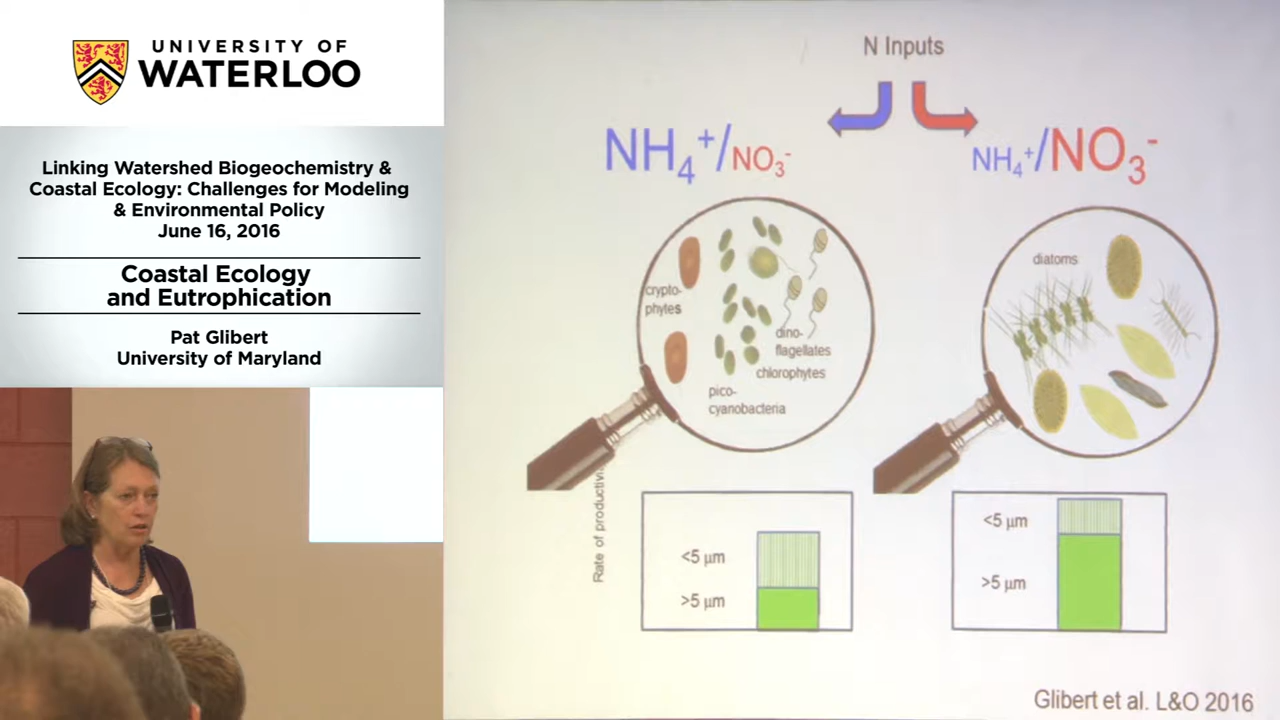 UNIVERSITY OF
WATERLOO
Linking Watershed Biogeochemistry &
Coastal Ecology: Challenges for Modeling
& Environmental Policy
June 16, 2016
Coastal Ecology
and Eutrophication
Pat Glibert
University of Maryland
N Inputs
NH₄⁺/NO₃⁻
NH₄⁺/NO₃⁻
crypto-
phytes
dino-
flagellates
chlorophytes
pico-
cyanobacteria
diatoms
Rate of
<5 µm
>5 µm
<5 µm
>5 µm
Glibert et al. L&O 2016